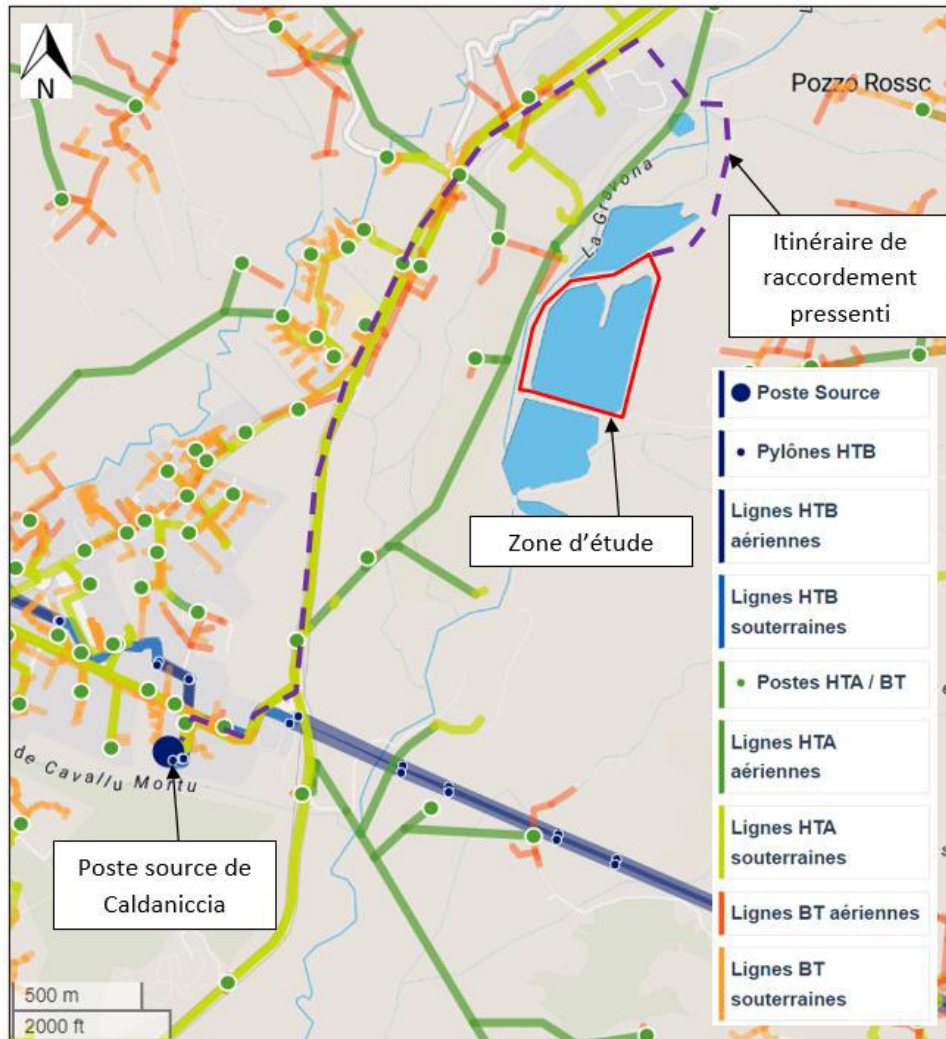 N
Pozzo Rossc
La Gravona
Itinéraire de
raccordement
pressenti
Zone d'étude
Poste Source
Pylônes HTB
Lignes HTB
aériennes
Lignes HTB
souterraines
Postes HTA / BT
Lignes HTA
aériennes
Lignes HTA
souterraines
Lignes BT aériennes
Lignes BT
souterraines
de Cavallu Mortu
Poste source de
Caldaniccia
500 m
2000 ft